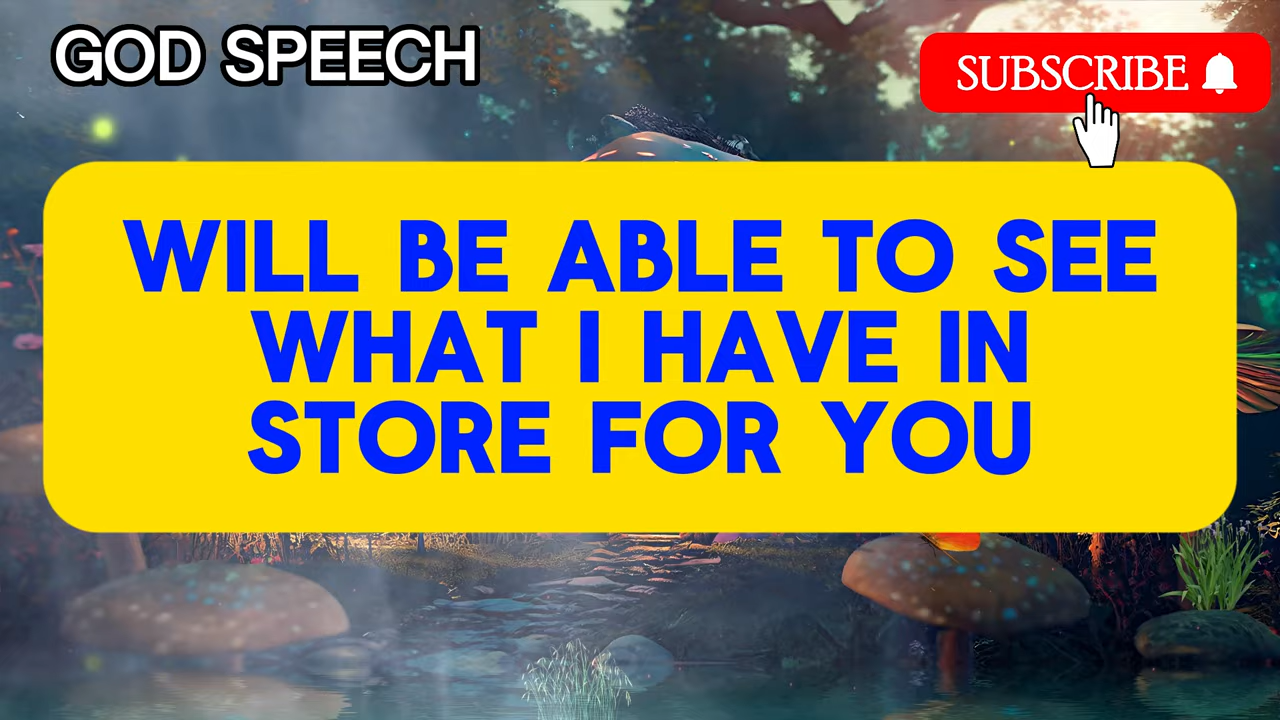 GOD SPEECH
SUBSCRIBE
WILL BE ABLE TO SEE
WHAT I HAVE IN
STORE FOR YOU